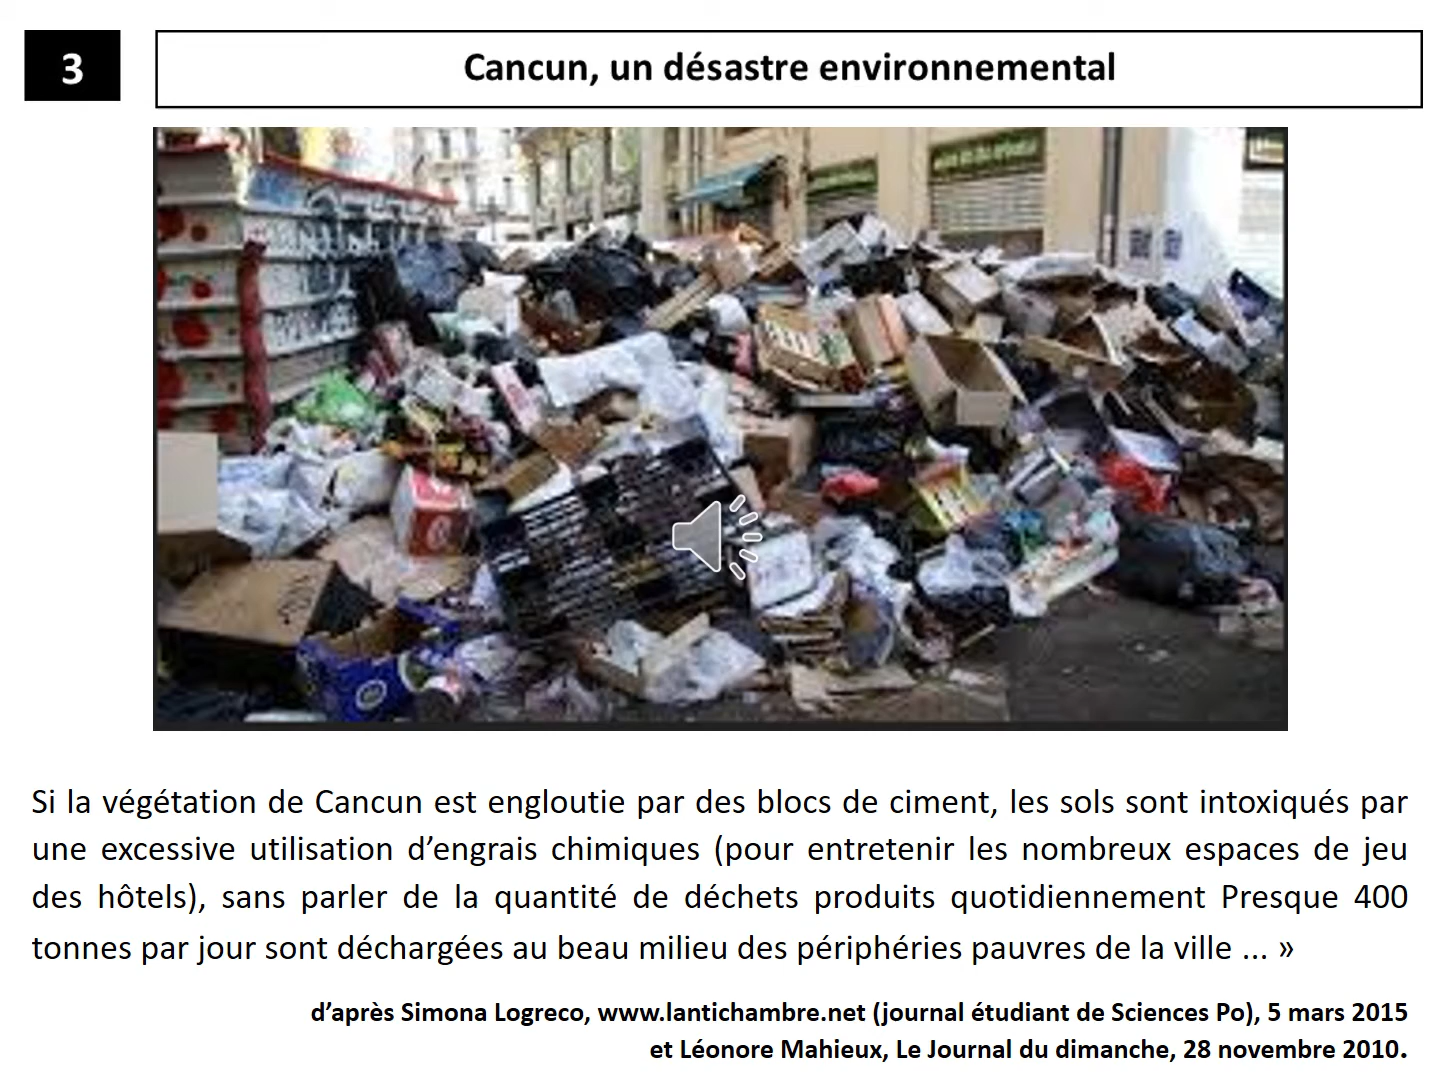 3
Cancun, un désastre environnemental
Si la végétation de Cancun est engloutie par des blocs de ciment, les sols sont intoxiqués par
une excessive utilisation d’engrais chimiques (pour entretenir les nombreux espaces de jeu
des hôtels), sans parler de la quantité de déchets produits quotidiennement Presque 400
tonnes par jour sont déchargées au beau milieu des périphéries pauvres de la ville ... »
d’après Simona Logreco, www.lantichambre.net (journal étudiant de Sciences Po), 5 mars 2015
et Léonore Mahieux, Le Journal du dimanche, 28 novembre 2010.